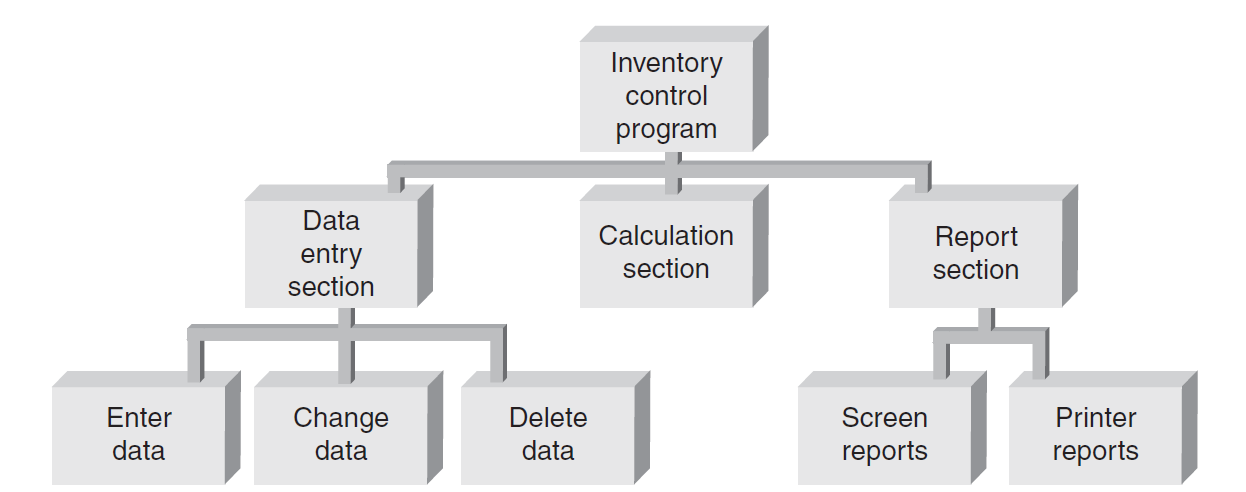 Inventory
control
program
Data
entry
section
Calculation
section
Report
section
Enter
data
Change
data
Delete
data
Screen
reports
Printer
reports